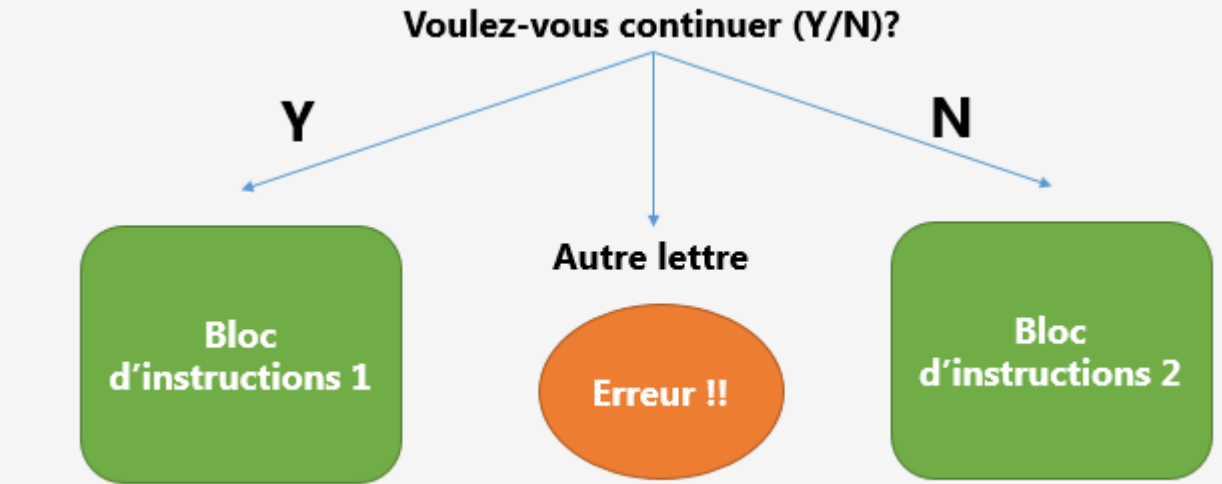 Voulez-vous continuer (Y/N)?
Y
N
Autre lettre
Bloc
d’instructions 1
Erreur !!
Bloc
d’instructions 2